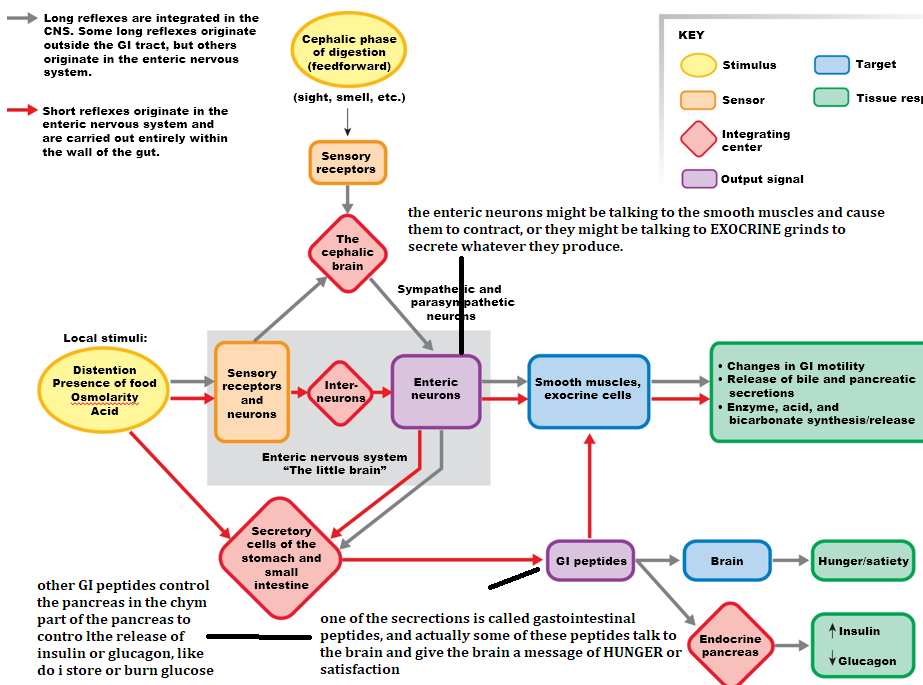 Long reflexes are integrated in the
CNS. Some long reflexes originate
outside the GI tract, but others
originate in the enteric nervous
system.
Short reflexes originate in the
enteric nervous system and
are carried out entirely within
the wall of the gut.
Cephalic phase
of digestion
(feedforward)
(sight, smell, etc.)
Sensory
receptors
The
cephalic
brain
KEY
Stimulus
Target
Sensor
Tissue resp
Integrating
center
Output signal
the enteric neurons might be talking to the smooth muscles and cause
them to contract, or they might be talking to EXOCRINE grinds to
secrete whatever they produce.
Sympathetic and
parasympathetic
neurons
Local stimuli:
Distention
Presence of food
Osmolarity
Acid
Sensory
receptors
and
neurons
Inter-
neurons
Enteric
neurons
Smooth muscles,
exocrine cells
• Changes in GI motility
• Release of bile and pancreatic
secretions
• Enzyme, acid, and
bicarbonate synthesis/release
Enteric nervous system
“The little brain”
Secretory
cells of the
stomach and
small
intestine
GI peptides
Brain
Hunger/satiety
Endocrine
pancreas
↑ Insulin
↓ Glucagon
other GI peptides control
the pancreas in the chym
part of the pancreas to
contro lthe release of
insulin or glucagon, like
do i store or burn glucose
one of the secrections is called gastointestinal
peptides, and actually some of these peptides talk to
the brain and give the brain a message of HUNGER or
satisfaction